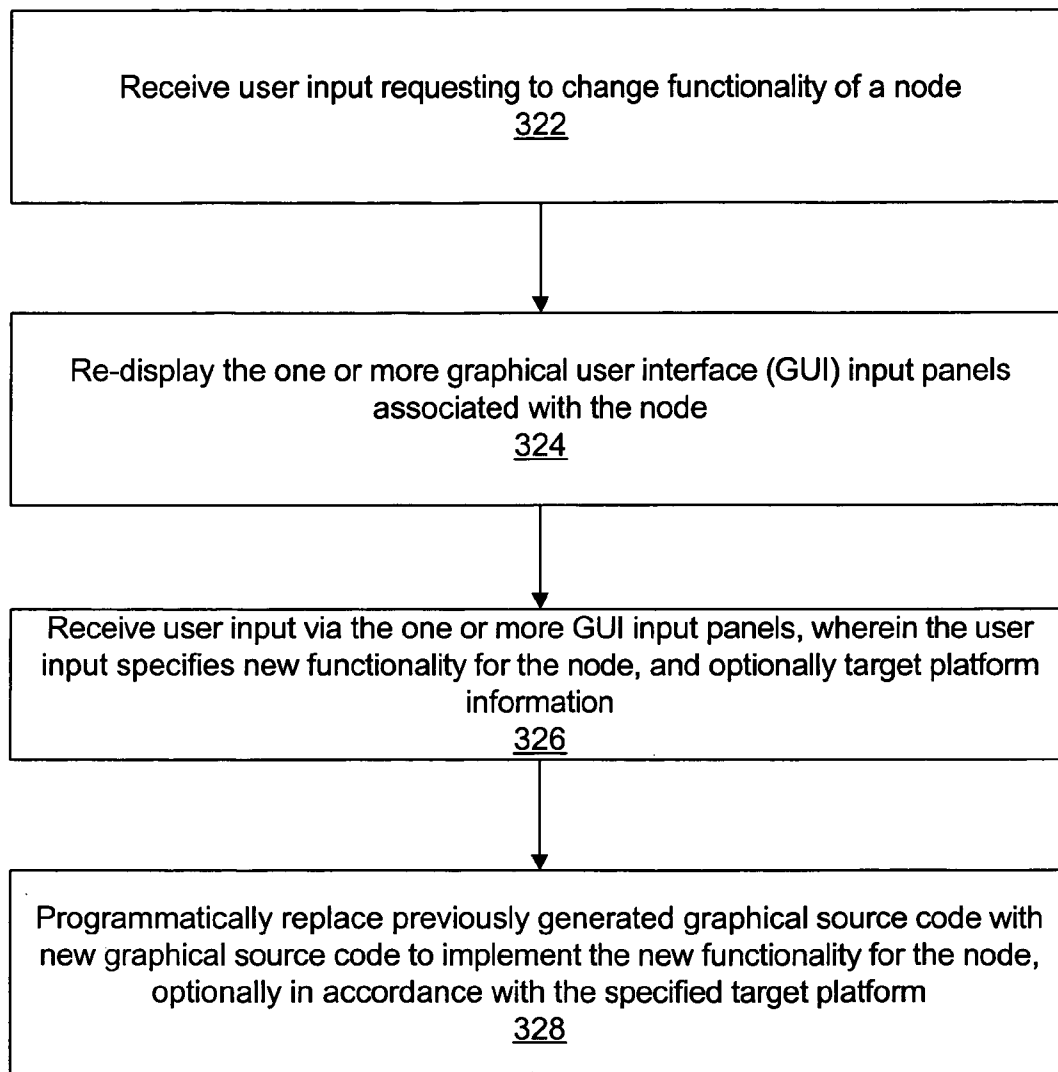 Receive user input requesting to change functionality of a node
322
Re-display the one or more graphical user interface (GUI) input panels
associated with the node
324
Receive user input via the one or more GUI input panels, wherein the user
input specifies new functionality for the node, and optionally target platform
information
326
Programmatically replace previously generated graphical source code with
new graphical source code to implement the new functionality for the node,
optionally in accordance with the specified target platform
328